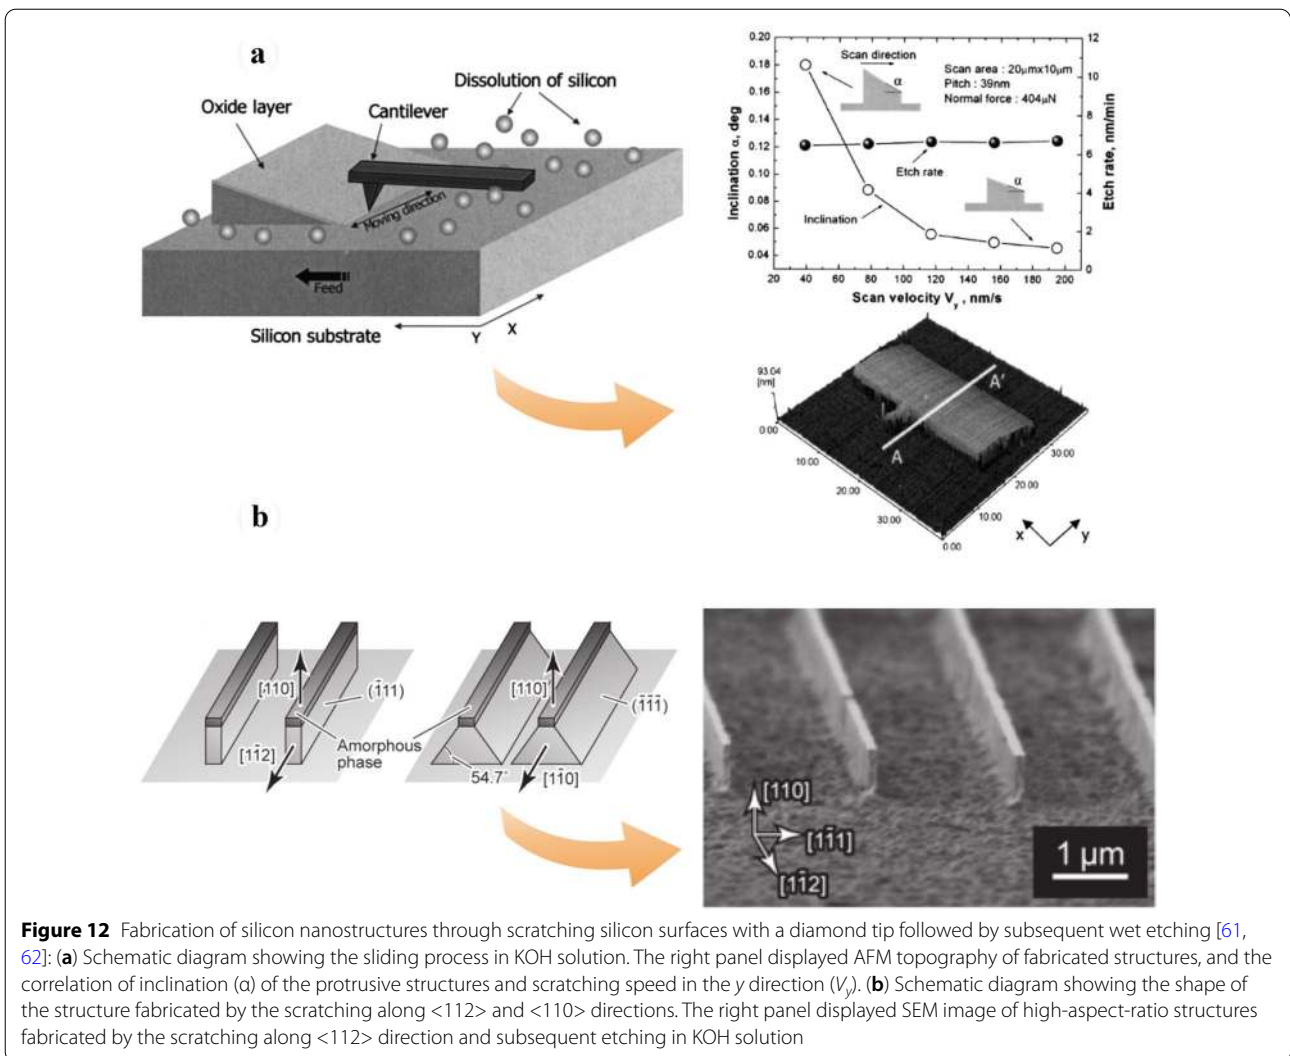 a
Dissolution of silicon
Oxide layer
Cantilever
Moving direction
Feed
Silicon substrate
Y
X
0.20
0.18
0.16
0.14
0.12
0.10
0.08
0.06
0.04
Inclination α, deg
Scan direction
α
Scan area : 20μmx10μm
Pitch : 39nm
Normal force : 404μN
Etch rate
α
Inclination
12
10
8
6
4
2
0
Etch rate, nm/min
20 40 60 80 100 120 140 160 180 200
Scan velocity Vy , nm/s
93.04
[nm]
0.00
10.00
20.00
30.00
A'
A
30.00
20.00
10.00
0.00
x
y
b
[110]
(1̄11)
[11̄2]
Amorphous
phase
[110]
(1̄1̄1̄)
54.7°
[11̄0]
[110]
[11̄1]
[11̄2]
1 μm
Figure 12 Fabrication of silicon nanostructures through scratching silicon surfaces with a diamond tip followed by subsequent wet etching [61,
62]: (a) Schematic diagram showing the sliding process in KOH solution. The right panel displayed AFM topography of fabricated structures, and the
correlation of inclination (α) of the protrusive structures and scratching speed in the y direction (Vy). (b) Schematic diagram showing the shape of
the structure fabricated by the scratching along <112> and <110> directions. The right panel displayed SEM image of high-aspect-ratio structures
fabricated by the scratching along <112> direction and subsequent etching in KOH solution